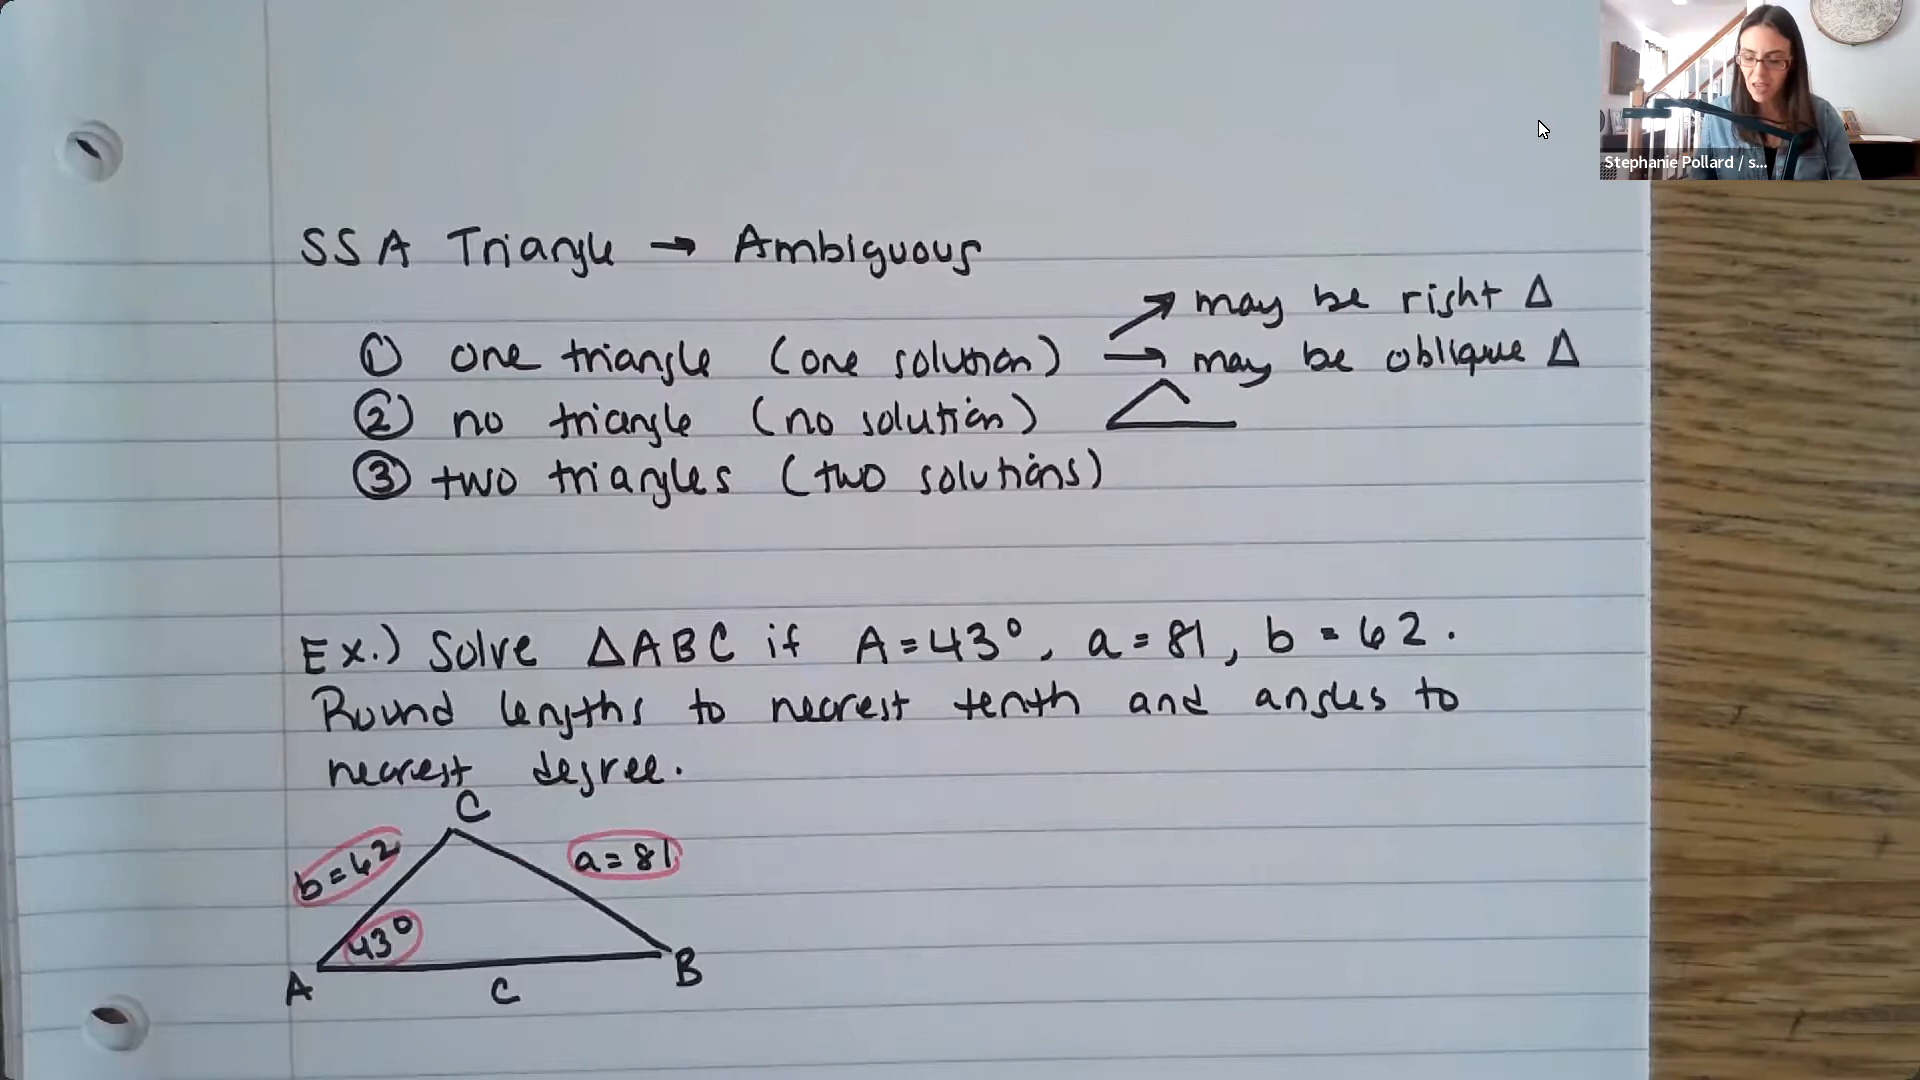 Stephanie Pollard / s...
SSA Triangle → Ambiguous
→ may be right Δ
① one triangle (one solution) → may be oblique Δ
② no triangle (no solution)
③ two triangles (two solutions)
Ex.) Solve ΔABC if A = 43°, a = 81, b = 62.
Round lengths to nearest tenth and angles to
nearest degree.
C
b = 62 a = 81
43°
A c B